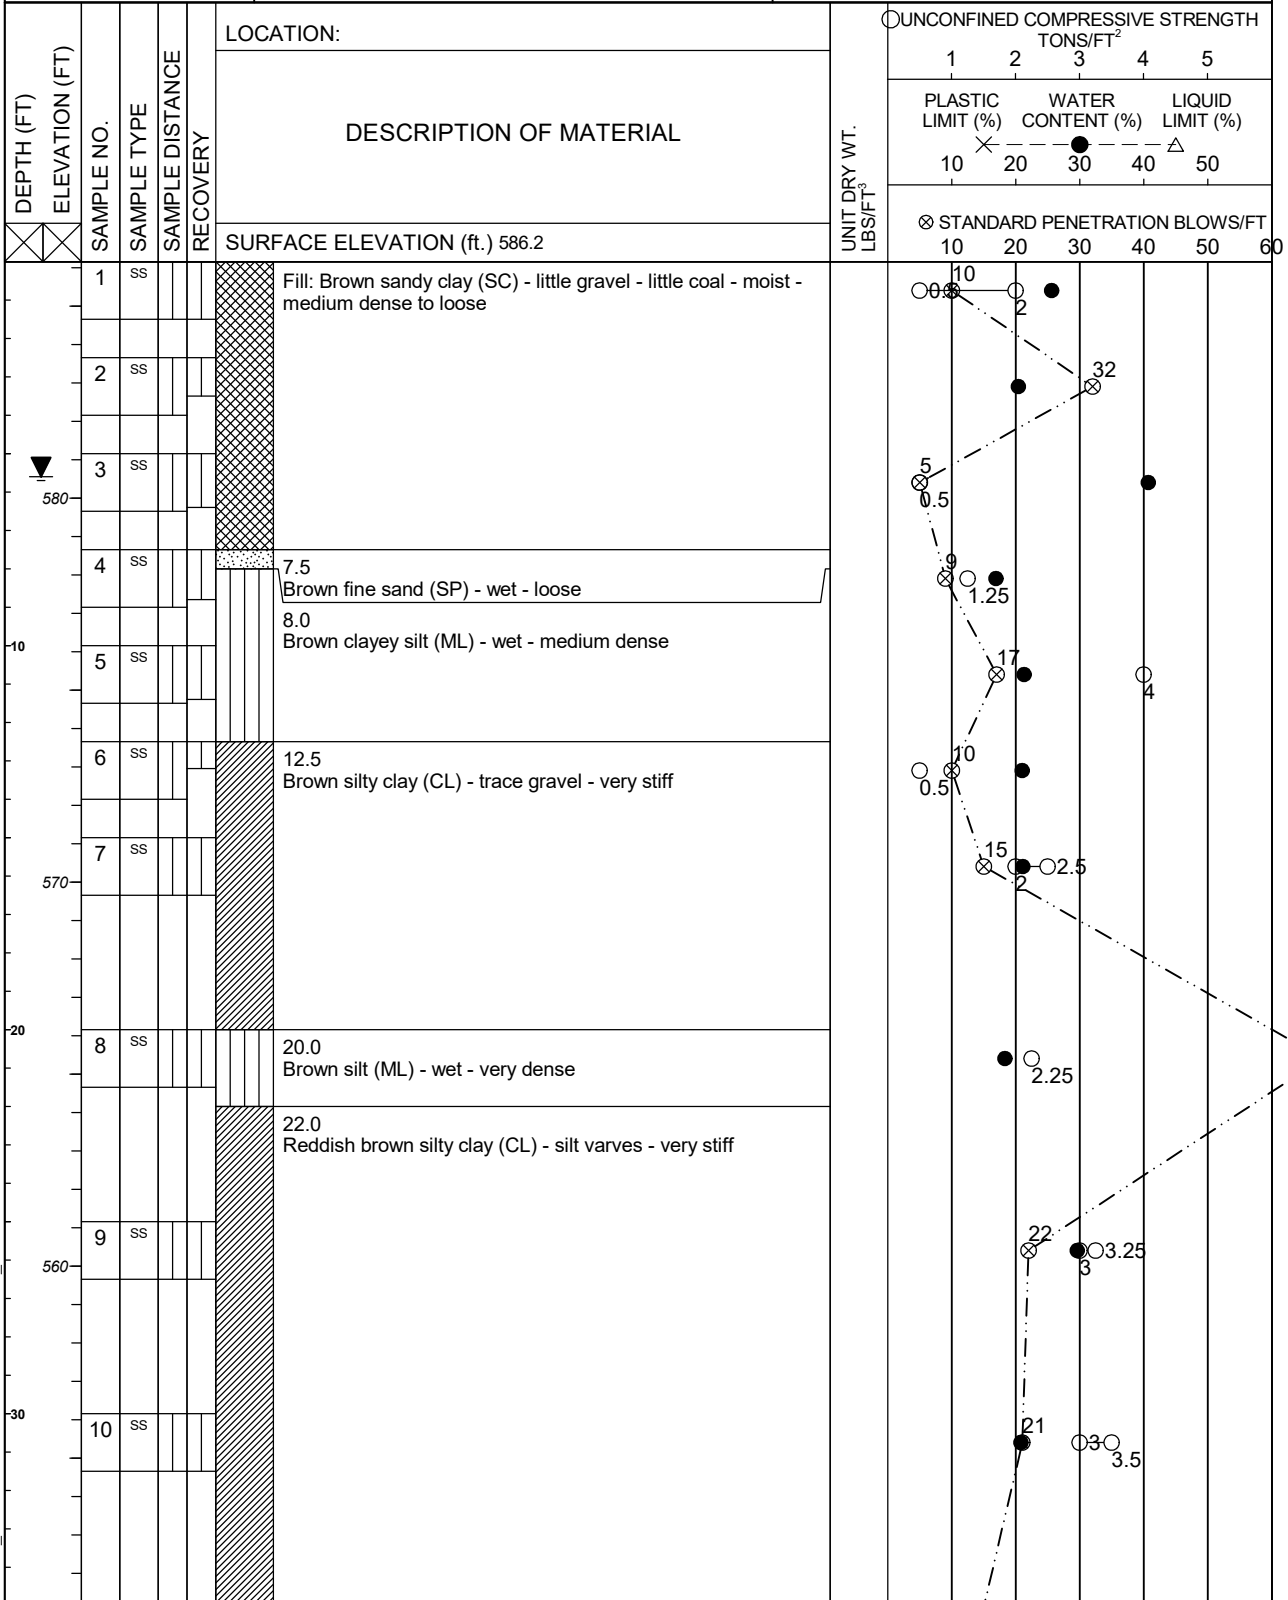 LOCATION:
DEPTH (FT)
ELEVATION (FT)
SAMPLE NO.
SAMPLE TYPE
SAMPLE DISTANCE
RECOVERY
DESCRIPTION OF MATERIAL
SURFACE ELEVATION (ft.) 586.2
UNIT DRY WT.
LBS/FT3
UNCONFINED COMPRESSIVE STRENGTH
TONS/FT2
1 2 3 4 5
PLASTIC WATER LIQUID
LIMIT (%) CONTENT (%) LIMIT (%)
10 20 30 40 50
STANDARD PENETRATION BLOWS/FT
10 20 30 40 50 60
1 SS
Fill: Brown sandy clay (SC) - little gravel - little coal - moist -
medium dense to loose
10
0.5
2
2 SS
32
3 SS
5
580
0.5
4 SS
7.5
Brown fine sand (SP) - wet - loose
9
1.25
8.0
Brown clayey silt (ML) - wet - medium dense
10
5 SS
17
4
6 SS
12.5
Brown silty clay (CL) - trace gravel - very stiff
10
0.5
7 SS
15
2.5
2
570
20
8 SS
20.0
Brown silt (ML) - wet - very dense
2.25
22.0
Reddish brown silty clay (CL) - silt varves - very stiff
9 SS
22
3.25
3
560
30
10 SS
21
3
3.5